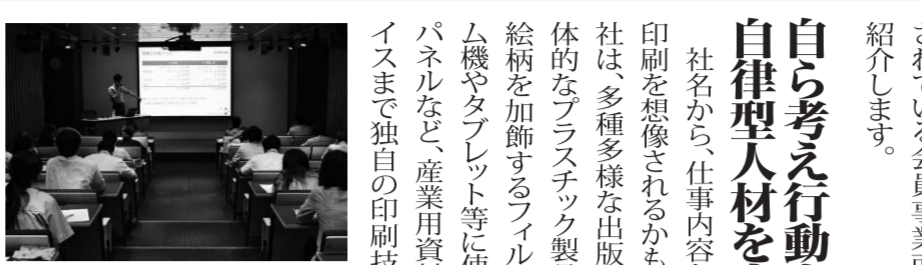 されている会員事業所
紹介します。
自ら考え行動
自律型人材を
社名から、仕事内容
印刷を想像されるかも
社は、多種多様な出版
体的なプラスチック製
絵柄を加飾するフィル
ム機やタブレット等に使
パネルなど、産業用資材
イスまで独自の印刷技